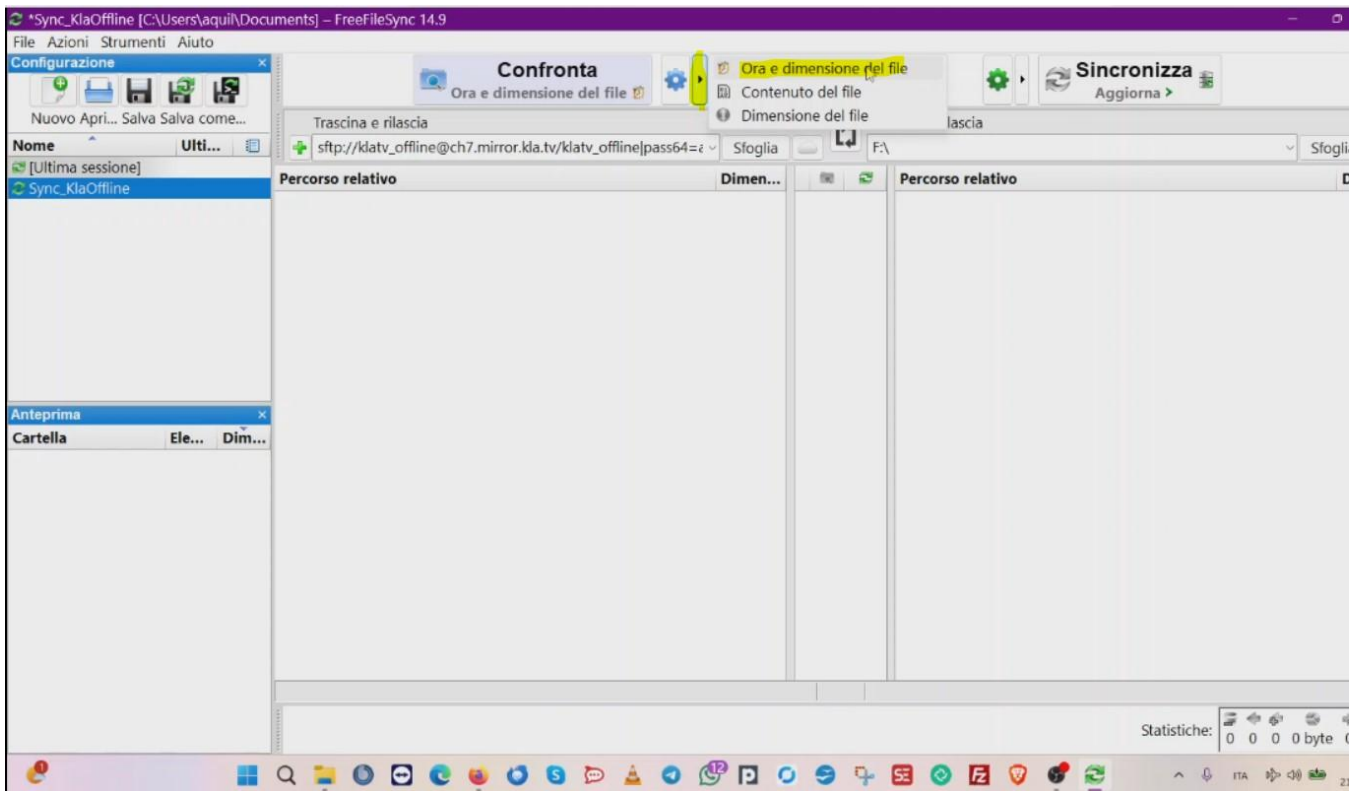 *Sync_KlaOffline [C:\Users\aquil\Documents] – FreeFileSync 14.9
File Azioni Strumenti Aiuto
Configurazione
Nuovo Apri... Salva Salva come...
Nome Ulti...
[Ultima sessione]
Sync_KlaOffline
Anteprima
Cartella Ele... Dim...
Confronta
Ora e dimensione del file
Ora e dimensione del file
Contenuto del file
Dimensione del file
Sincronizza
Aggiorna >
Trascina e rilascia
lascia
sftp://klatv_offline@ch7.mirror.kla.tv/klatv_offline|pass64= Sfoglia
F:\ Sfogli
Percorso relativo Dimen...
Percorso relativo D
Statistiche: 0 0 0 0 byte
12
ITA